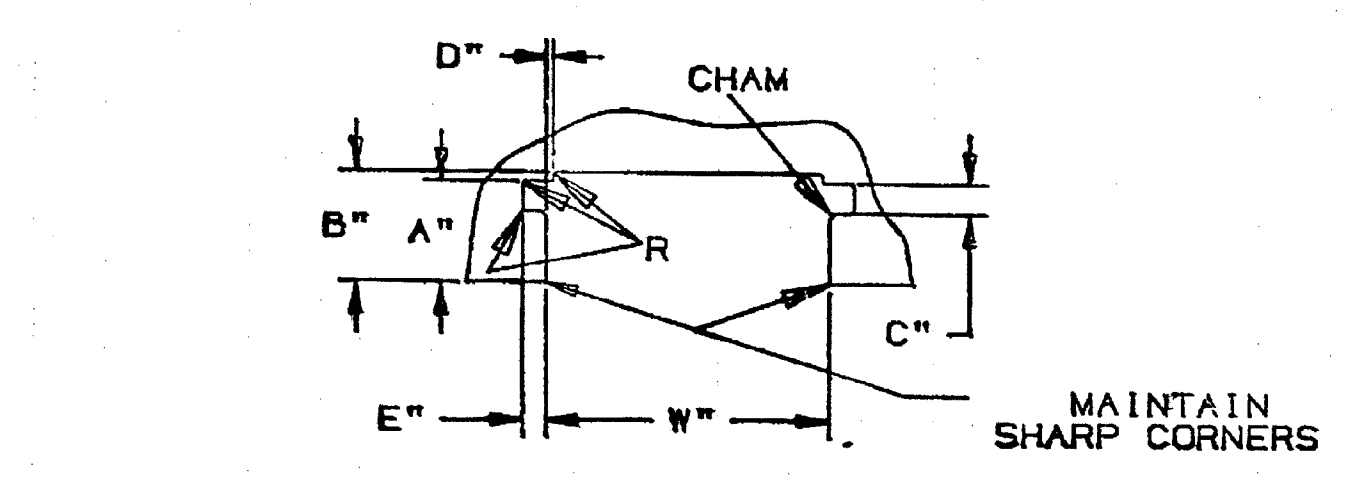 D"
CHAM
B"
A"
R
C"
E"
W"
MAINTAIN
SHARP CORNERS